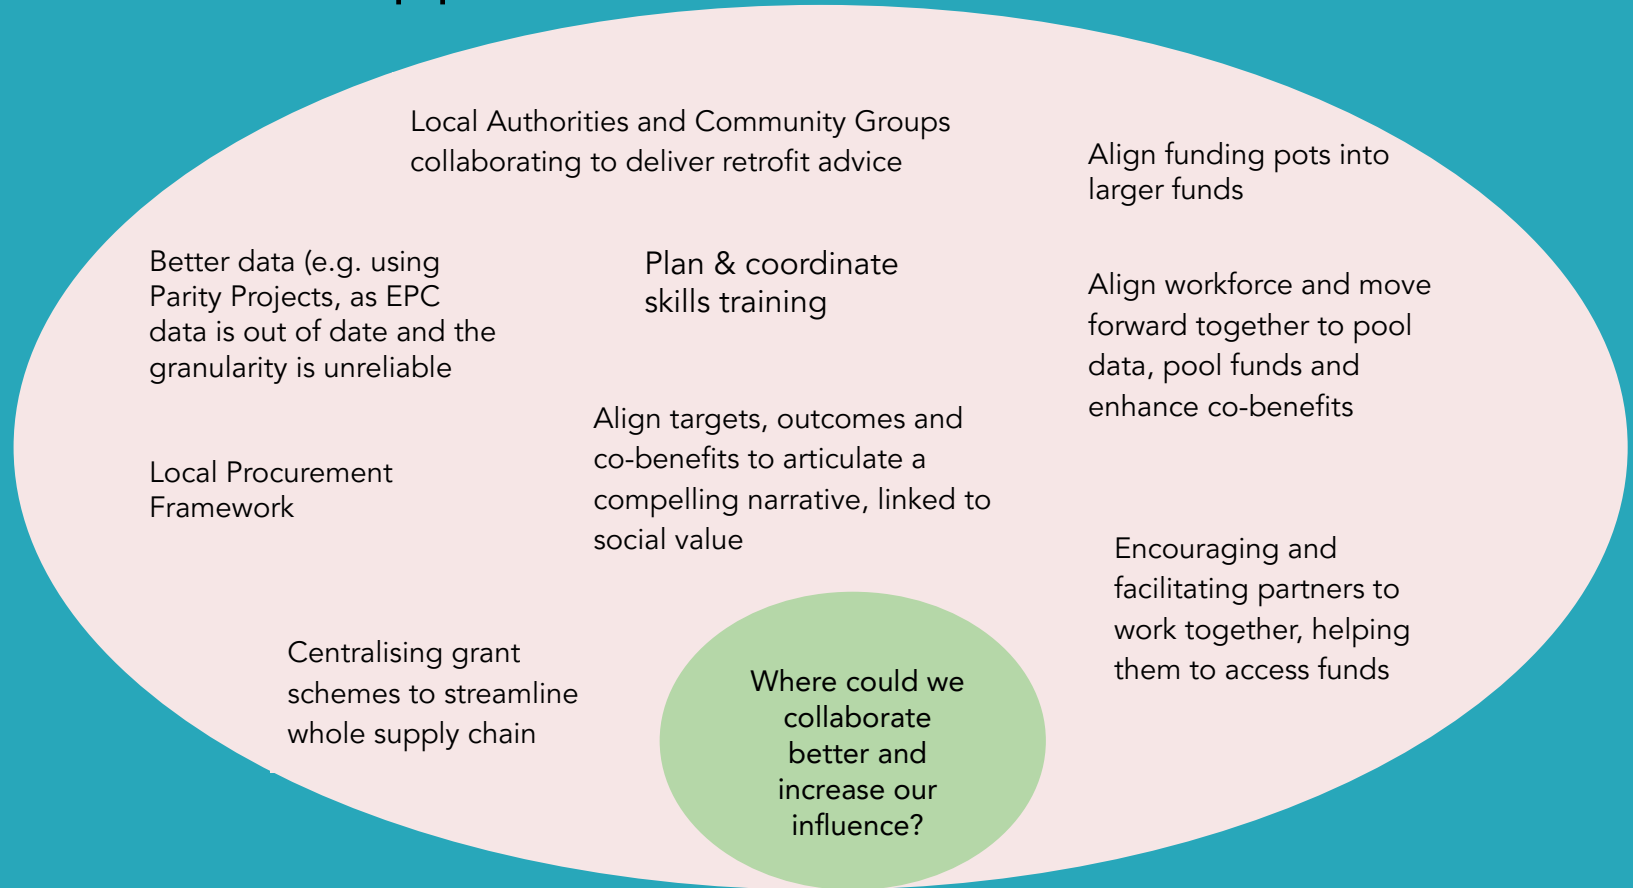 Local Authorities and Community Groups
collaborating to deliver retrofit advice
Align funding pots into
larger funds
Better data (e.g. using
Parity Projects, as EPC
data is out of date and the
granularity is unreliable
Plan & coordinate
skills training
Align workforce and move
forward together to pool
data, pool funds and
enhance co-benefits
Align targets, outcomes and
co-benefits to articulate a
compelling narrative, linked to
social value
Local Procurement
Framework
Encouraging and
facilitating partners to
work together, helping
them to access funds
Centralising grant
schemes to streamline
whole supply chain
Where could we
collaborate
better and
increase our
influence?